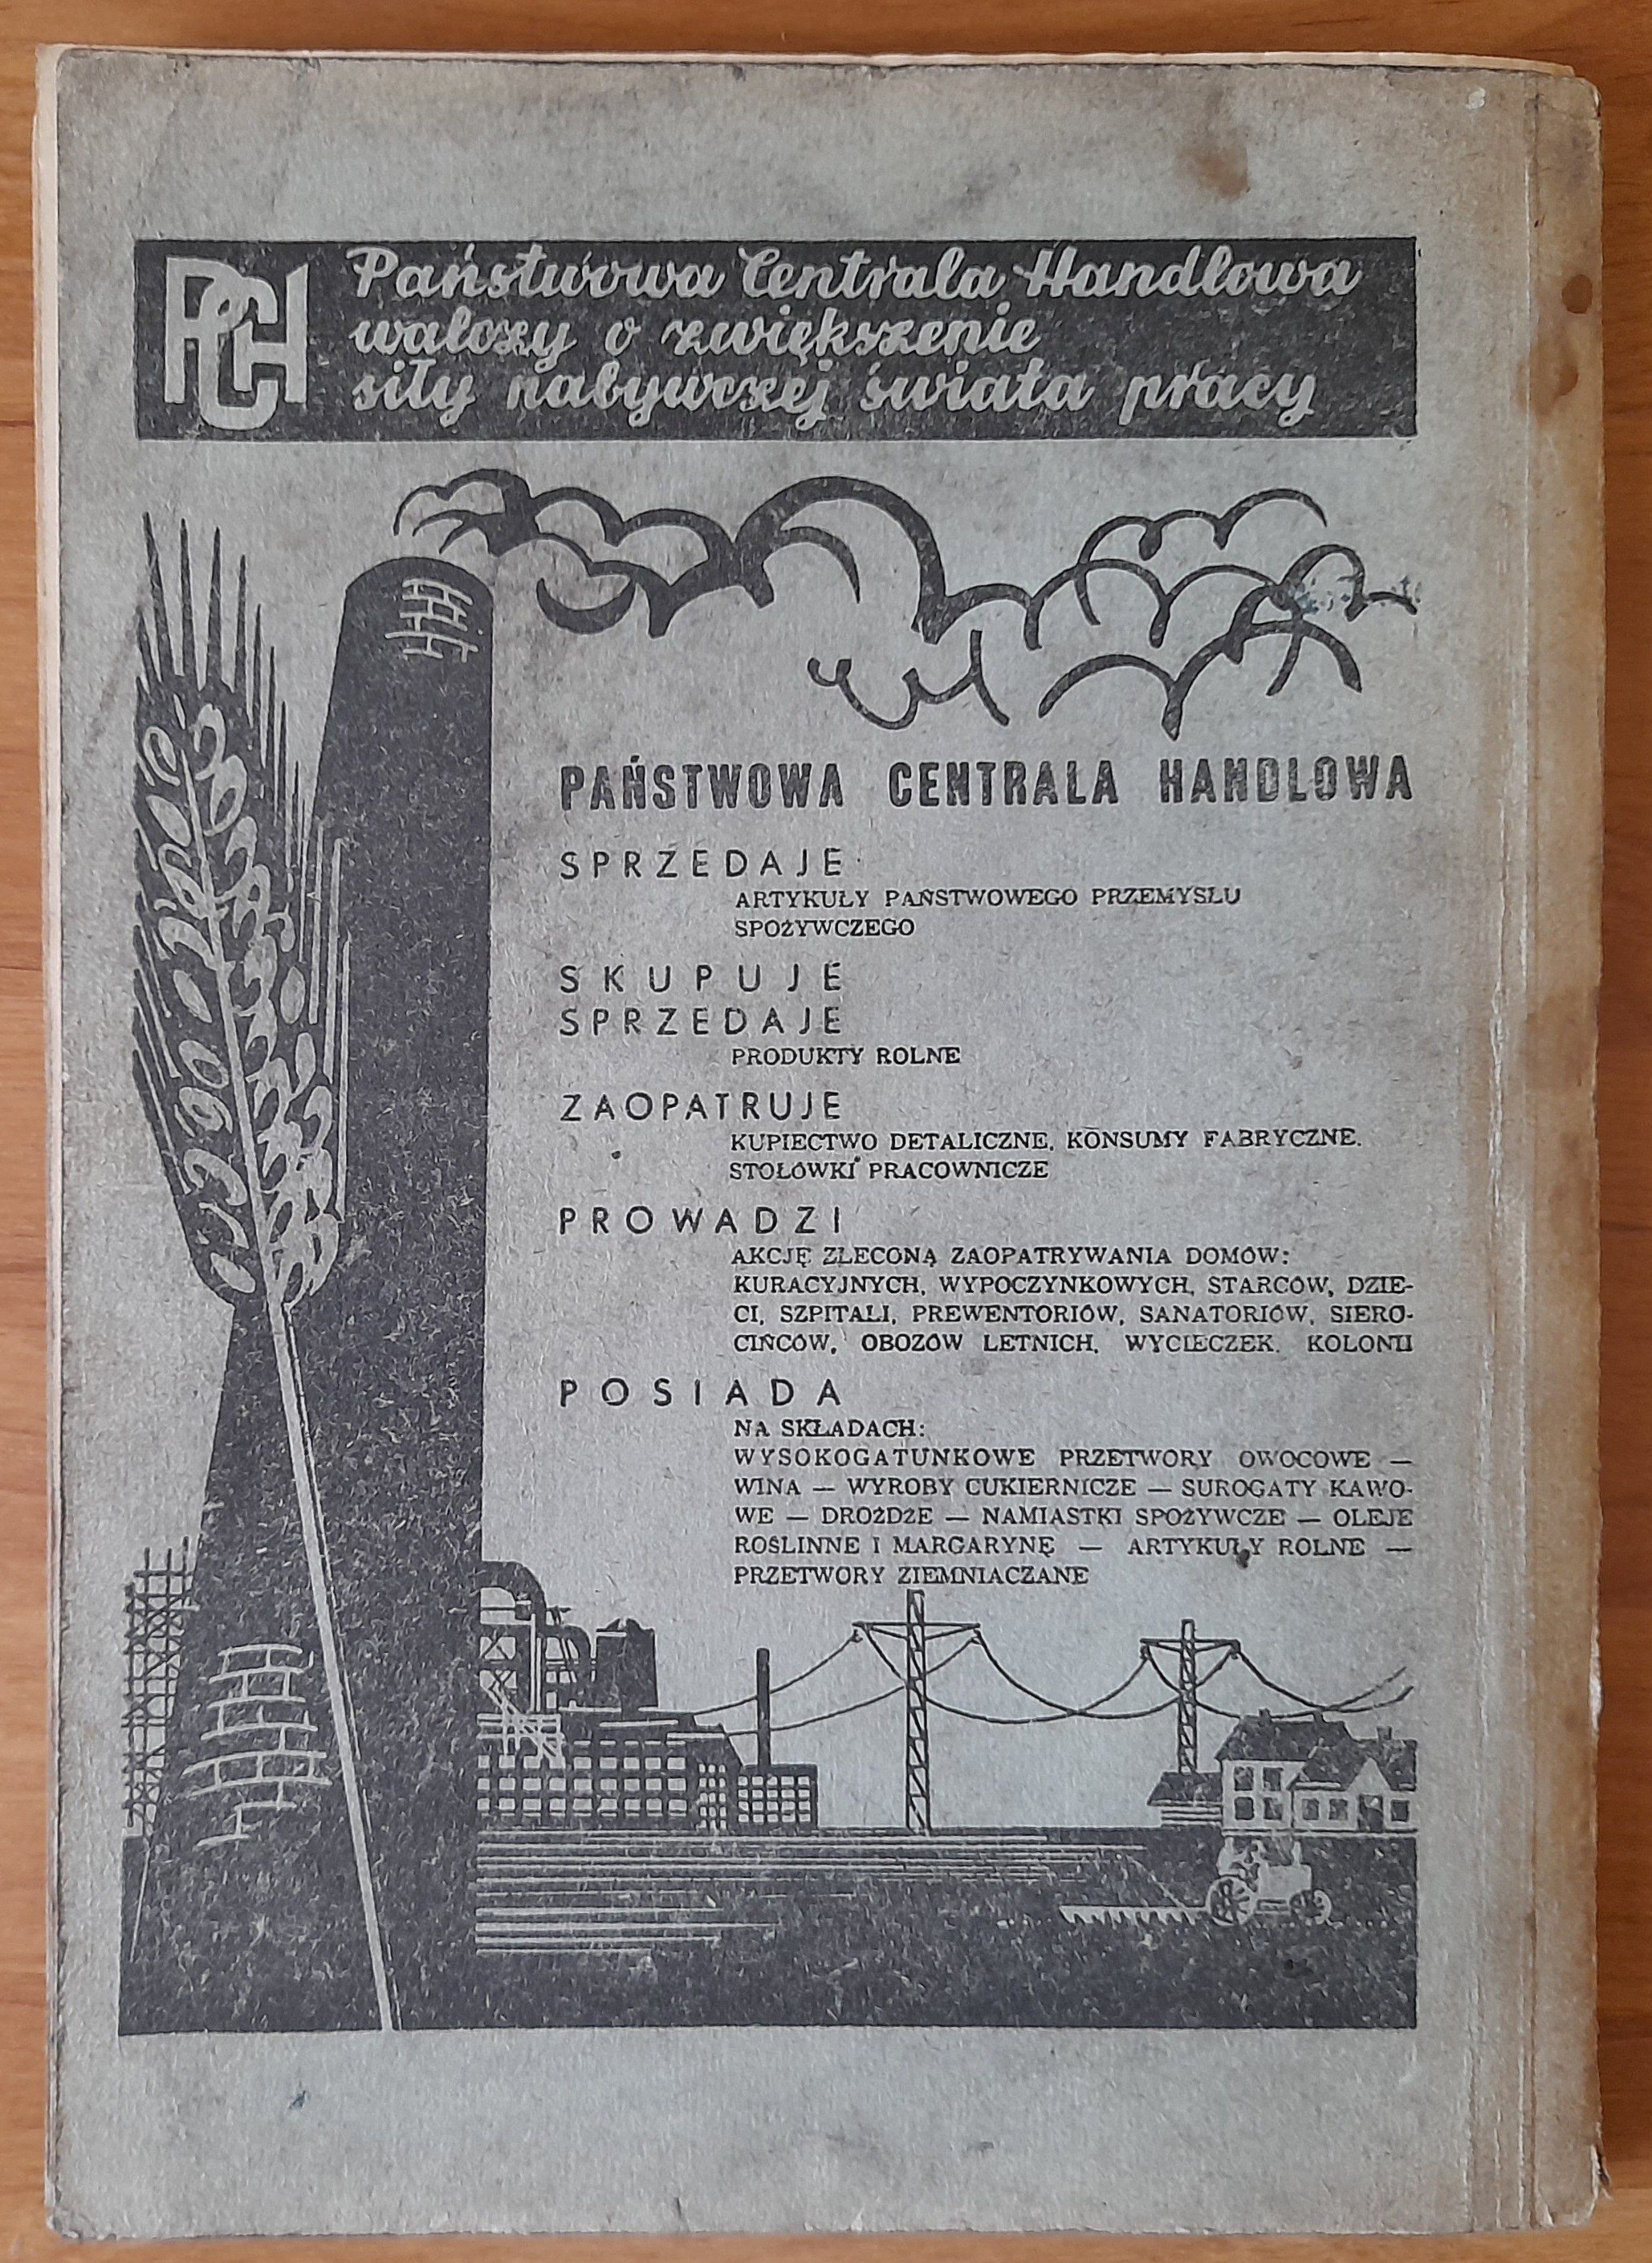 PCH
Państwowa Centrala Handlowa
walczy o zwiększenie
siły nabywczej świata pracy
PAŃSTWOWA CENTRALA HANDLOWA
SPRZEDAJE
ARTYKUŁY PAŃSTWOWEGO PRZEMYSŁU
SPOŻYWCZEGO
SKUPUJE
SPRZEDAJE
PRODUKTY ROLNE
ZAOPATRUJE
KUPIECTWO DETALICZNE, KONSUMY FABRYCZNE.
STOŁÓWKI PRACOWNICZE
PROWADZI
AKCJĘ ZLECONĄ ZAOPATRYWANIA DOMÓW:
KURACYJNYCH, WYPOCZYNKOWYCH, STARCÓW, DZIE-
CI, SZPITALI, PREWENTORIÓW, SANATORIÓW, SIERO-
CIŃCÓW, OBOZÓW LETNICH, WYCIECZEK. KOLONII
POSIADA
NA SKŁADACH:
WYSOKOGATUNKOWE PRZETWORY OWOCOWE —
WINA — WYROBY CUKIERNICZE — SUROGATY KAWO-
WE — DROŻDŻE — NAMIASTKI SPOŻYWCZE — OLEJE
ROŚLINNE I MARGARYNĘ — ARTYKUŁY ROLNE —
PRZETWORY ZIEMNIACZANE